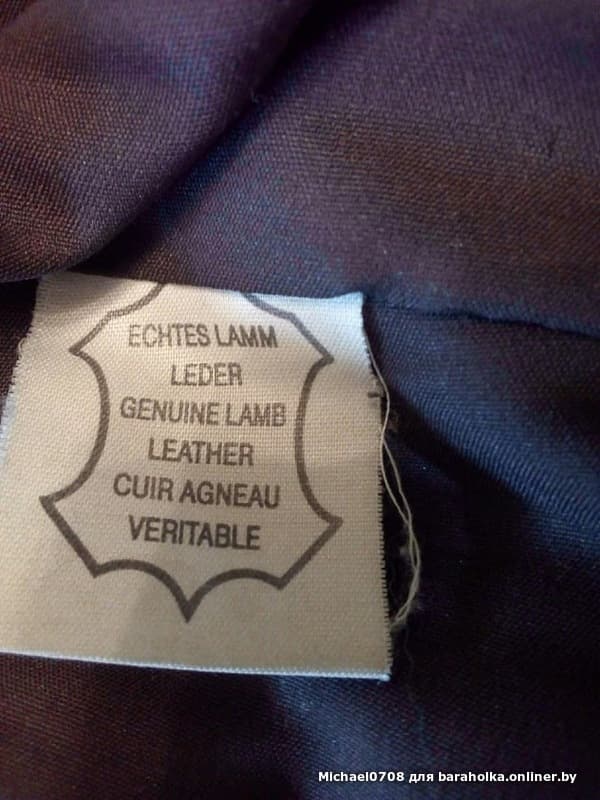 ECHTES LAMM
LEDER
GENUINE LAMB
LEATHER
CUIR AGNEAU
VERITABLE
Michael0708 для baraholka.onliner.by